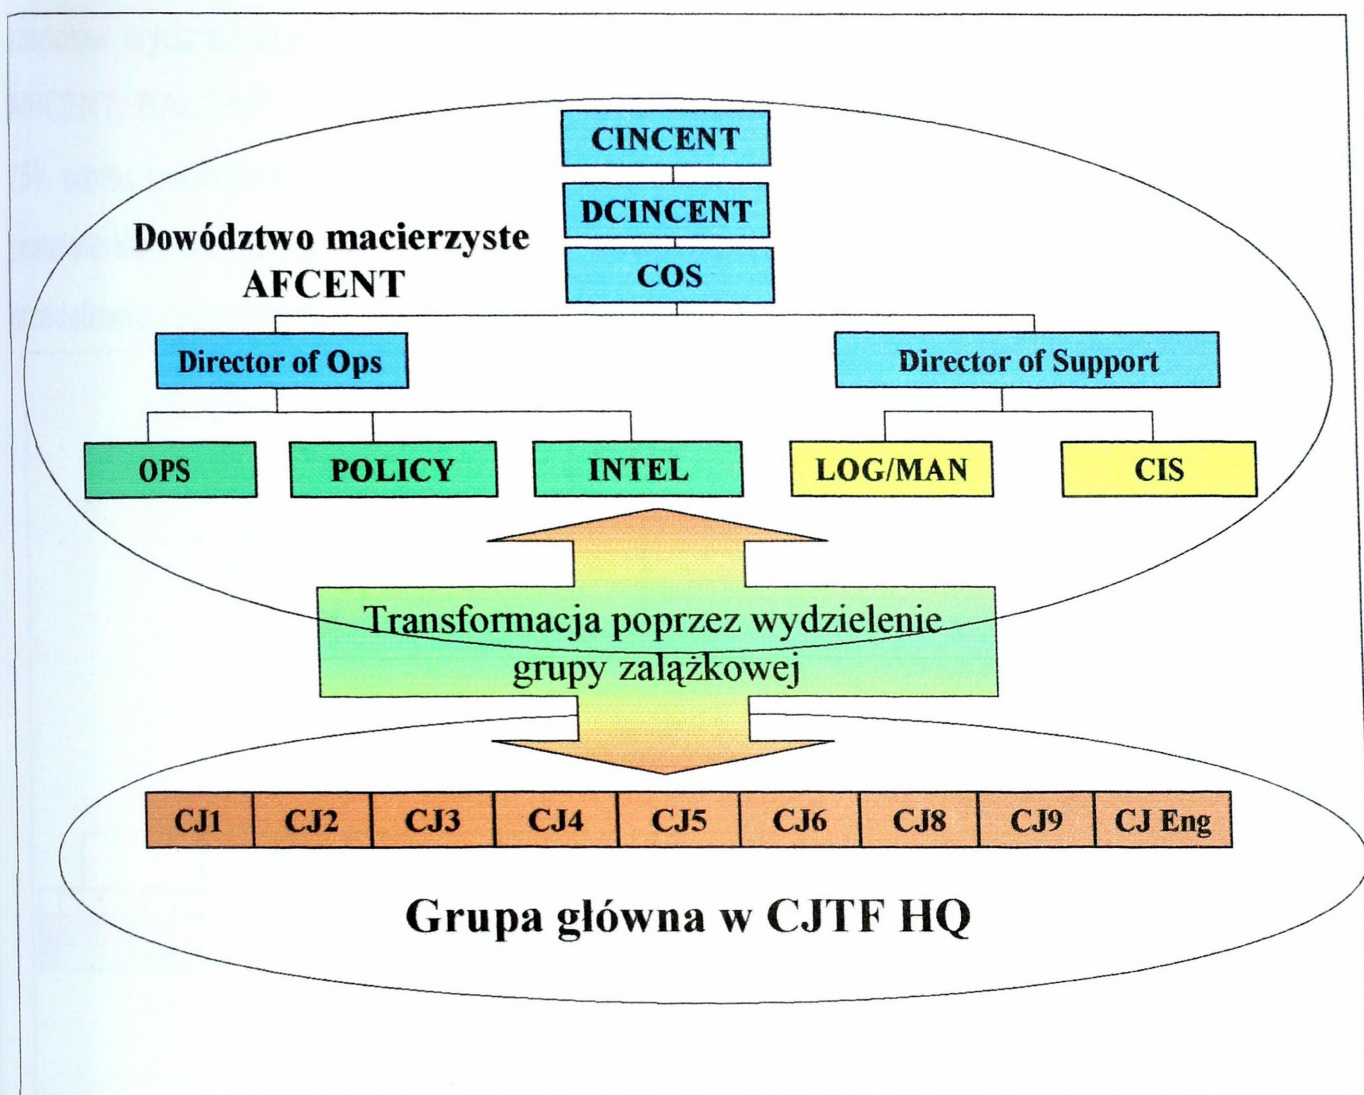 CINCENT
DCINCENT
Dowództwo macierzyste
AFCENT
COS
Director of Ops
Director of Support
OPS
POLICY
INTEL
LOG/MAN
CIS
Transformacja poprzez wydzielenie
grupy zalążkowej
CJ1
CJ2
CJ3
CJ4
CJ5
CJ6
CJ8
CJ9
CJ Eng
Grupa główna w CJTF HQ